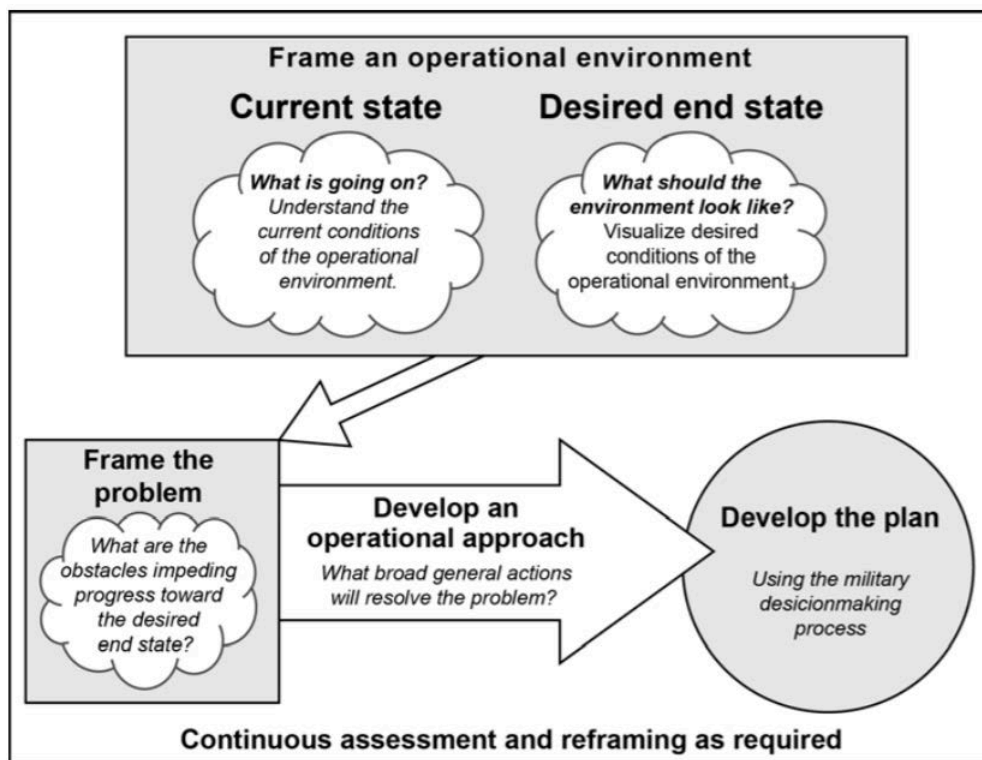 Frame an operational environment
Current state
Desired end state
What is going on?
Understand the
current conditions
of the operational
environment.
What should the
environment look like?
Visualize desired
conditions of the
operational environment.
Frame the
problem
What are the
obstacles impeding
progress toward
the desired
end state?
Develop an
operational approach
What broad general actions
will resolve the problem?
Develop the plan
Using the military
desicionmaking
process
Continuous assessment and reframing as required